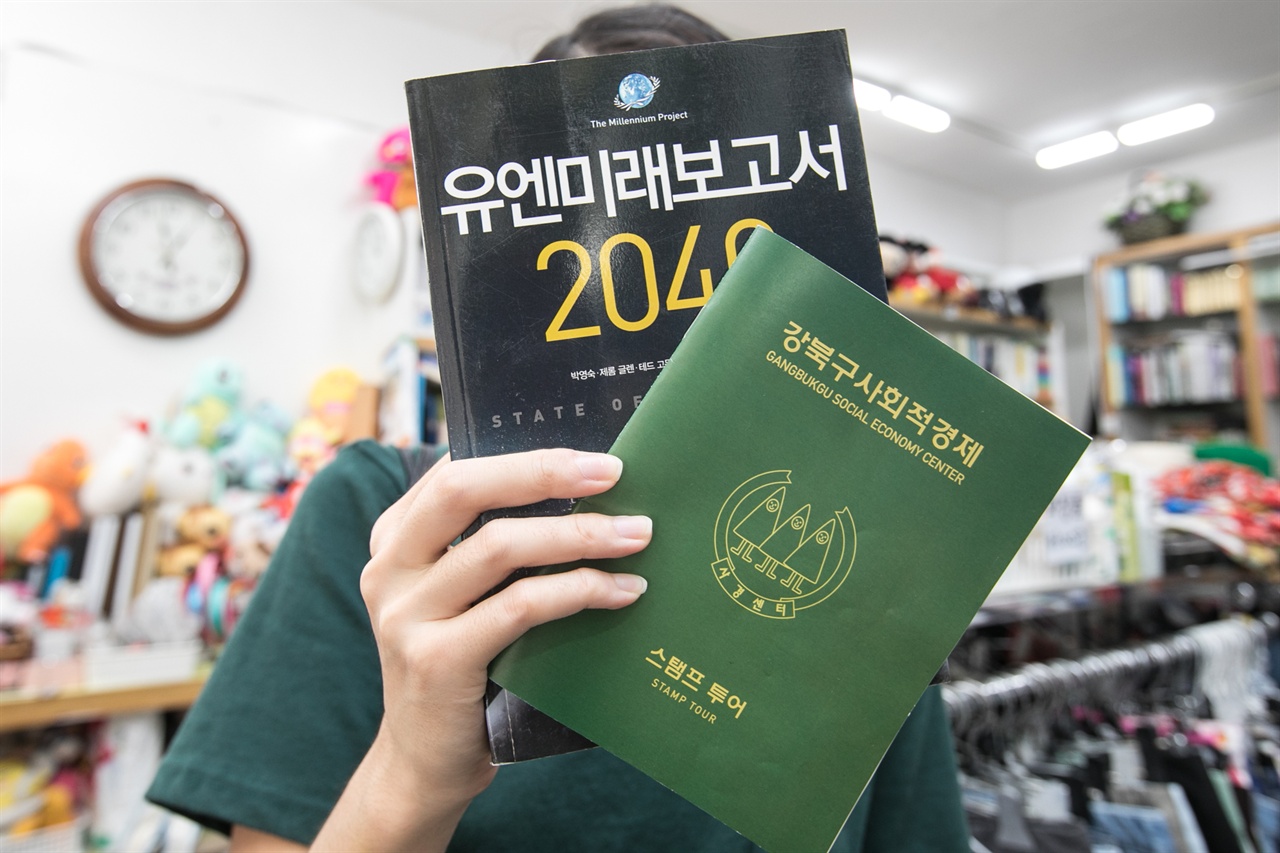 The Millennium Project
유엔미래보고서
204
박영숙·제롬 글렌·테드
STATE OF
강북구사회적경제
GANGBUKGU SOCIAL ECONOMY CENTER
사경센터
스탬프 투어
STAMP TOUR